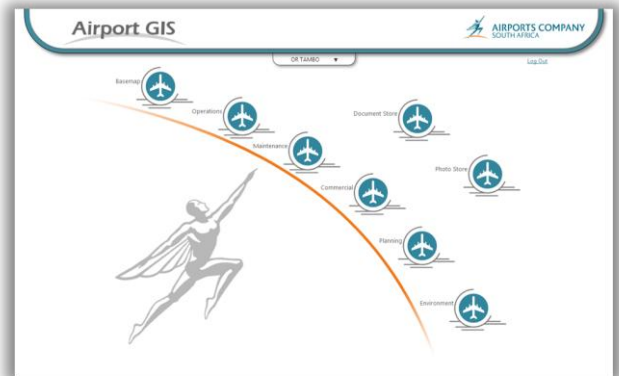 Airport GIS
AIRPORTS COMPANY
SOUTH AFRICA
OR TAMBO
Log Out
Basemap
Operations
Document Store
Maintenance
Photo Store
Commercial
Planning
Environment